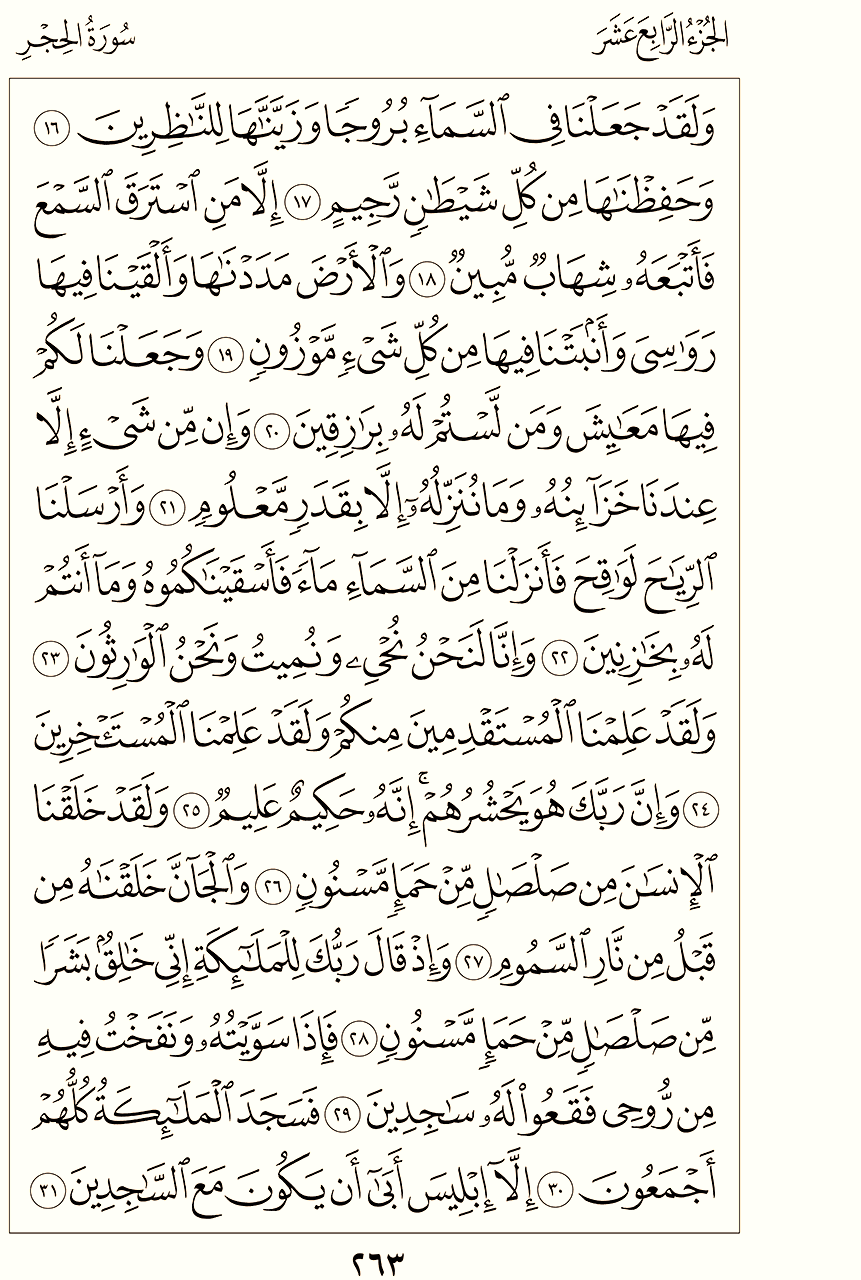 الجُزْءُ الرَّابِعَ عَشَرَ
سُورَةُ الحِجْرِ
وَلَقَدْ جَعَلْنَا فِى ٱلسَّمَآءِ بُرُوجًا وَزَيَّنَّٰهَا لِلنَّٰظِرِينَ ١٦
وَحَفِظْنَٰهَا مِن كُلِّ شَيْطَٰنٍ رَّجِيمٍ ١٧ إِلَّا مَنِ ٱسْتَرَقَ ٱلسَّمْعَ
فَأَتْبَعَهُۥ شِهَابٌ مُّبِينٌ ١٨ وَٱلْأَرْضَ مَدَدْنَٰهَا وَأَلْقَيْنَا فِيهَا
رَوَٰسِىَ وَأَنۢبَتْنَا فِيهَا مِن كُلِّ شَىْءٍ مَّوْزُونٍ ١٩ وَجَعَلْنَا لَكُمْ
فِيهَا مَعَٰيِشَ وَمَن لَّسْتُمْ لَهُۥ بِرَٰزِقِينَ ٢٠ وَإِن مِّن شَىْءٍ إِلَّا
عِندَنَا خَزَآئِنُهُۥ وَمَا نُنَزِّلُهُۥٓ إِلَّا بِقَدَرٍ مَّعْلُومٍ ٢١ وَأَرْسَلْنَا
ٱلرِّيَٰحَ لَوَٰقِحَ فَأَنزَلْنَا مِنَ ٱلسَّمَآءِ مَآءً فَأَسْقَيْنَٰكُمُوهُ وَمَآ أَنتُمْ
لَهُۥ بِخَٰزِنِينَ ٢٢ وَإِنَّا لَنَحْنُ نُحْىِۦ وَنُمِيتُ وَنَحْنُ ٱلْوَٰرِثُونَ ٢٣
وَلَقَدْ عَلِمْنَا ٱلْمُسْتَقْدِمِينَ مِنكُمْ وَلَقَدْ عَلِمْنَا ٱلْمُسْتَـْٔخِرِينَ
٢٤ وَإِنَّ رَبَّكَ هُوَ يَحْشُرُهُمْ ۚ إِنَّهُۥ حَكِيمٌ عَلِيمٌ ٢٥ وَلَقَدْ خَلَقْنَا
ٱلْإِنسَٰنَ مِن صَلْصَٰلٍ مِّنْ حَمَإٍ مَّسْنُونٍ ٢٦ وَٱلْجَآنَّ خَلَقْنَٰهُ مِن
قَبْلُ مِن نَّارِ ٱلسَّمُومِ ٢٧ وَإِذْ قَالَ رَبُّكَ لِلْمَلَٰٓئِكَةِ إِنِّى خَٰلِقٌۢ بَشَرًا
مِّن صَلْصَٰلٍ مِّنْ حَمَإٍ مَّسْنُونٍ ٢٨ فَإِذَا سَوَّيْتُهُۥ وَنَفَخْتُ فِيهِ
مِن رُّوحِى فَقَعُوا۟ لَهُۥ سَٰجِدِينَ ٢٩ فَسَجَدَ ٱلْمَلَٰٓئِكَةُ كُلُّهُمْ
أَجْمَعُونَ ٣٠ إِلَّآ إِبْلِيسَ أَبَىٰٓ أَن يَكُونَ مَعَ ٱلسَّٰجِدِينَ ٣١
٢٦٣